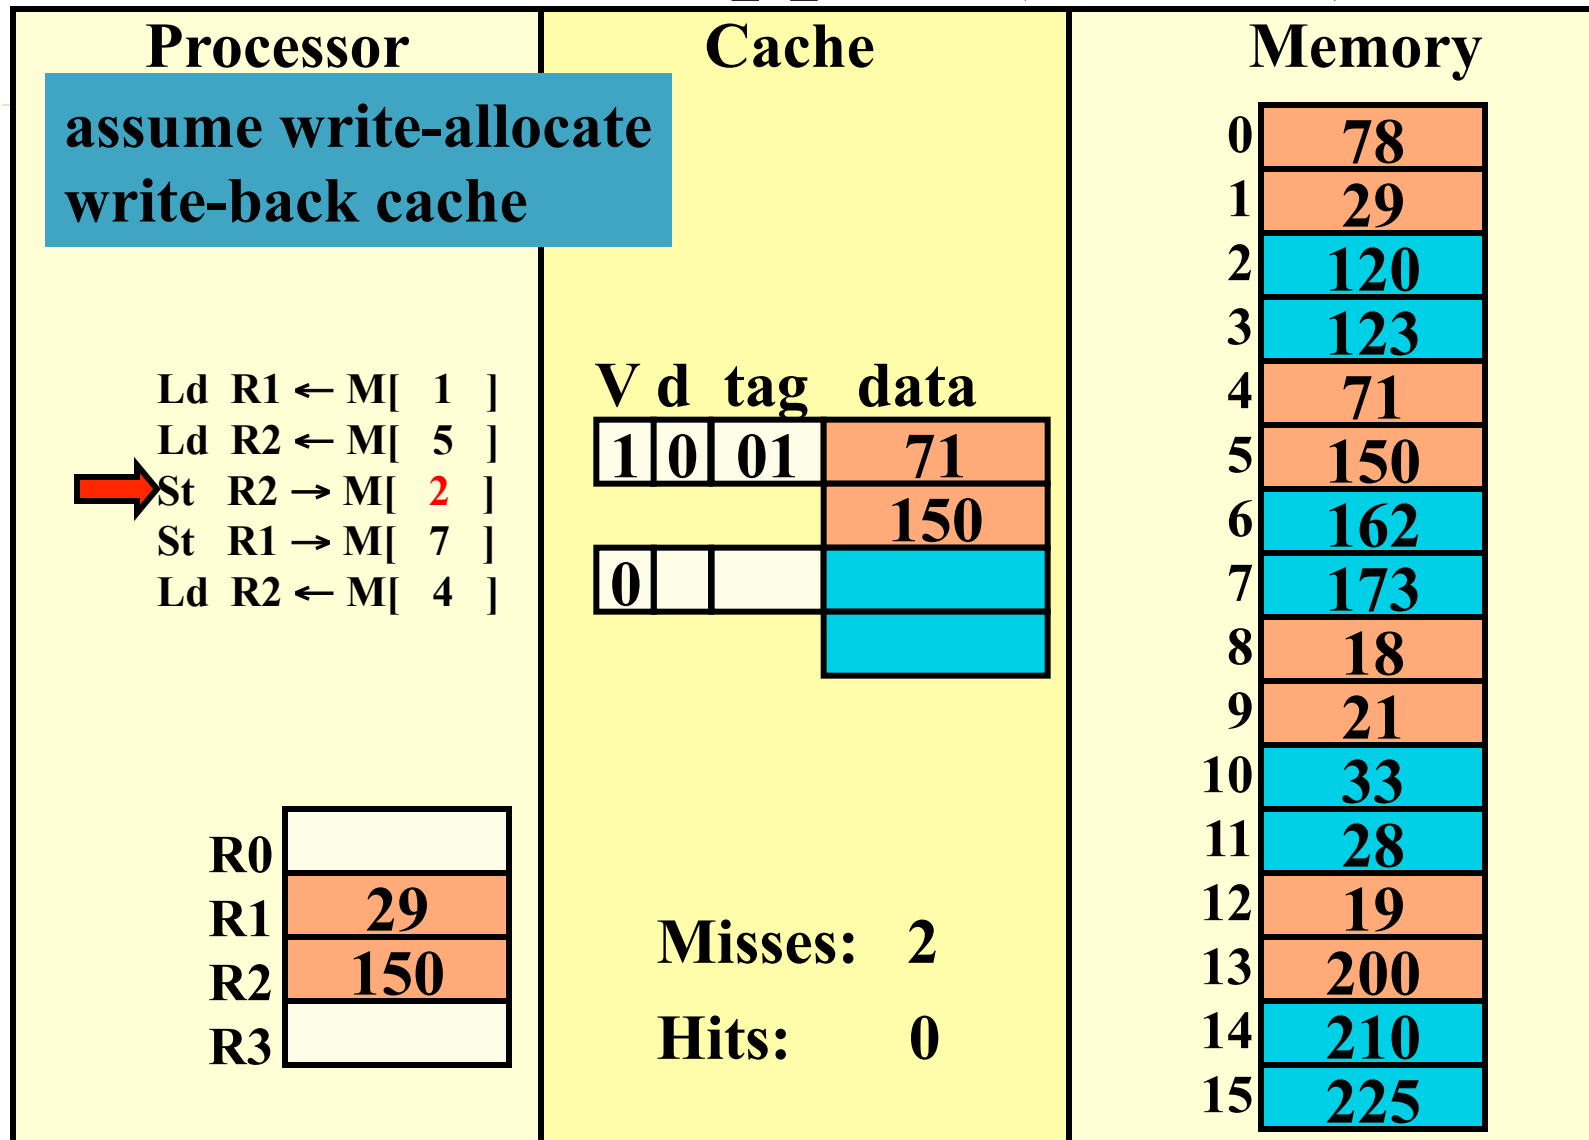 Processor
assume write-allocate
write-back cache
Ld R1 ← M[ 1 ]
Ld R2 ← M[ 5 ]
St R2 → M[ 2 ]
St R1 → M[ 7 ]
Ld R2 ← M[ 4 ]
R0
R1 29
R2 150
R3
Cache
V d tag data
1 0 01 71
150
0
Misses: 2
Hits: 0
Memory
0 78
1 29
2 120
3 123
4 71
5 150
6 162
7 173
8 18
9 21
10 33
11 28
12 19
13 200
14 210
15 225